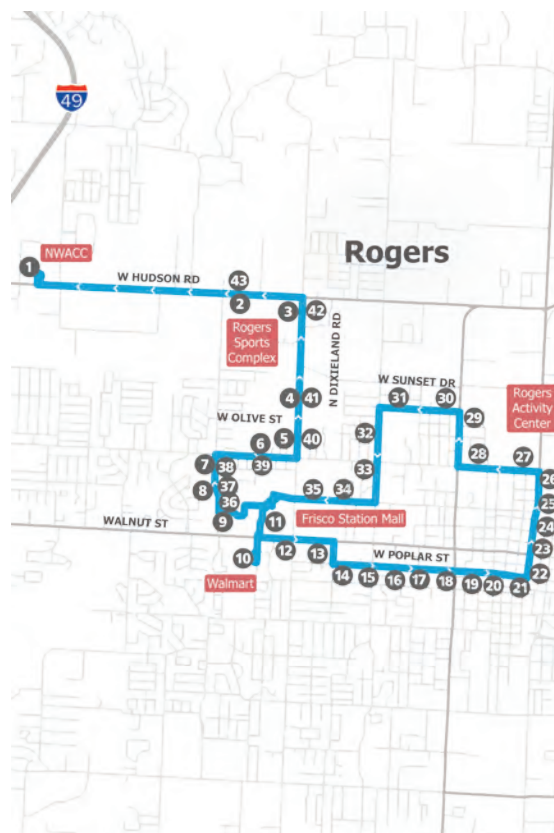 49
1
NWACC
W HUDSON RD
43
2
3
42
Rogers
Rogers
Sports
Complex
N DIXIELAND RD
W SUNSET DR
Rogers
Activity
Center
4
41
31
30
29
W OLIVE ST
32
5
40
6
39
7
38
28
27
33
26
8
37
36
35
34
25
9
11
Frisco Station Mall
24
WALNUT ST
10
12
13
W POPLAR ST
23
Walmart
14
15
16
17
18
19
20
21
22